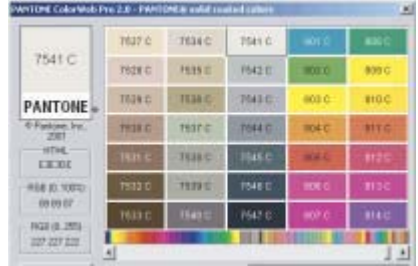 PANTONE ColorWeb Pro 2.0 - PANTONE® solid coated colors
7541 C
PANTONE
© Pantone, Inc.,
2001
HTML
E3E3DE
RGB (0..100%)
89 89 87
RGB (0..255)
227 227 222
7527 C 7534 C 7541 C 801 C 808 C
7528 C 7535 C 7542 C 802 C 809 C
7529 C 7536 C 7543 C 803 C 810 C
7530 C 7537 C 7544 C 804 C 811 C
7531 C 7538 C 7545 C 805 C 812 C
7532 C 7539 C 7546 C 806 C 813 C
7533 C 7540 C 7547 C 807 C 814 C